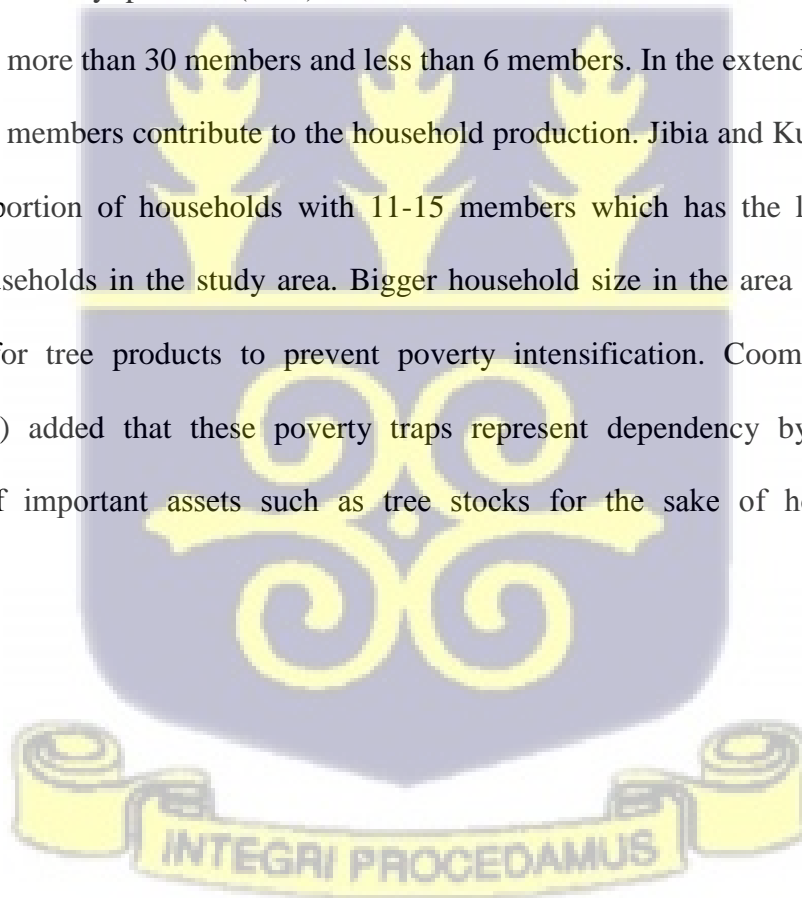 more than 30 members and less than 6 members. In the extend
members contribute to the household production. Jibia and Ku
portion of households with 11-15 members which has the l
seholds in the study area. Bigger household size in the area
for tree products to prevent poverty intensification. Coom
) added that these poverty traps represent dependency by
f important assets such as tree stocks for the sake of h
INTEGRI PROCEDAMUS